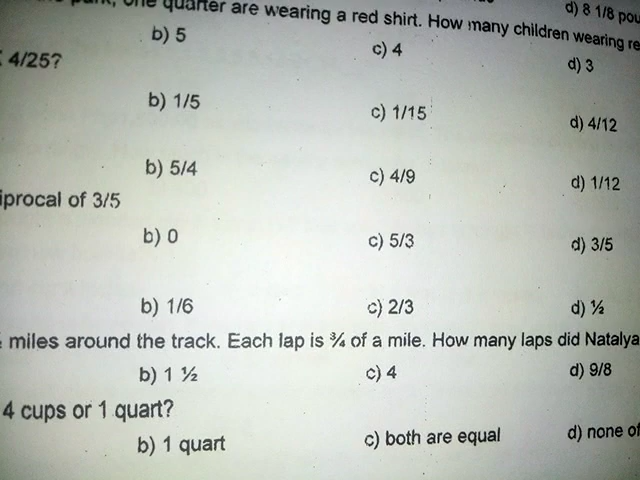 d) 8 1/8
one quarter are wearing a red shirt. How many children wearing
b) 5 c) 4 d) 3
4/25?
b) 1/5 c) 1/15 d) 4/12
b) 5/4 c) 4/9 d) 1/12
iprocal of 3/5
b) 0 c) 5/3 d) 3/5
b) 1/6 c) 2/3 d) ½
miles around the track. Each lap is ¾ of a mile. How many laps did Natalya
b) 1 ½ c) 4 d) 9/8
4 cups or 1 quart?
b) 1 quart c) both are equal d) none of